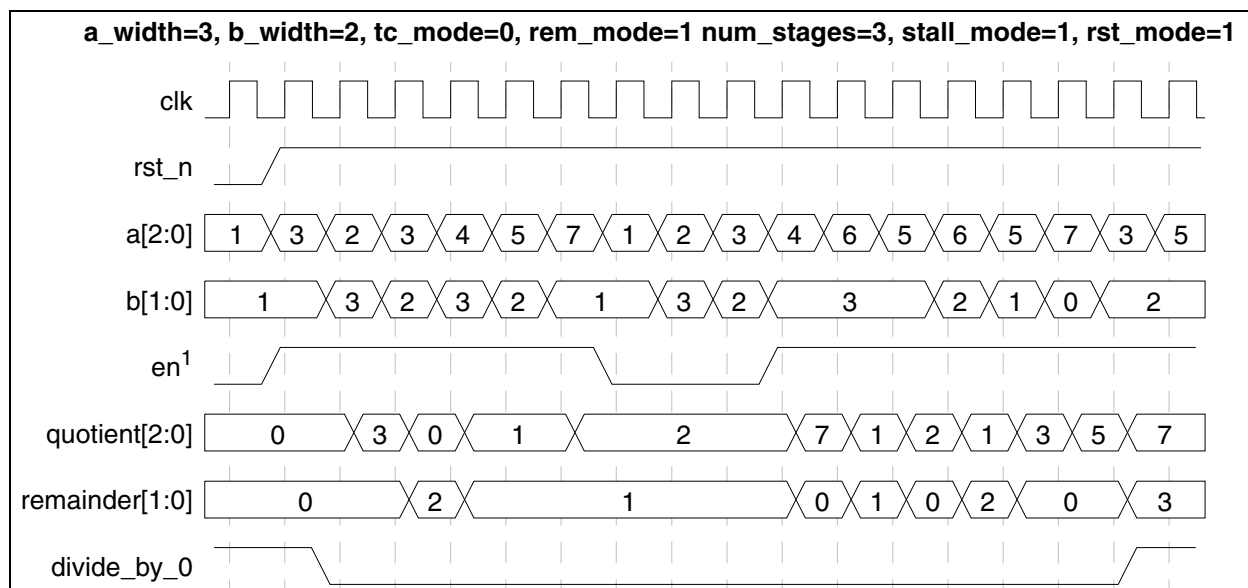 a_width=3, b_width=2, tc_mode=0, rem_mode=1 num_stages=3, stall_mode=1, rst_mode=1
clk
rst_n
a[2:0] 1 3 2 3 4 5 7 1 2 3 4 6 5 6 5 7 3 5
b[1:0] 1 3 2 3 2 1 3 2 3 2 1 0 2
en¹
quotient[2:0] 0 3 0 1 2 7 1 2 1 3 5 7
remainder[1:0] 0 2 1 0 1 0 2 0 3
divide_by_0